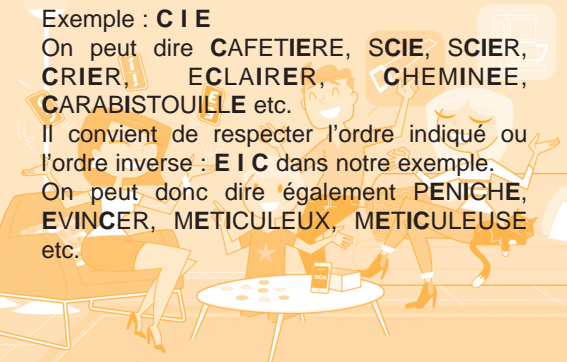 Exemple : C I E
On peut dire CAFETIERE, SCIE, SCIER,
CRIER, ECLAIRER, CHEMINEE,
CARABISTOUILLE etc.
Il convient de respecter l’ordre indiqué ou
l’ordre inverse : E I C dans notre exemple.
On peut donc dire également PENICHE,
EVINCER, METICULEUX, METICULEUSE
etc.